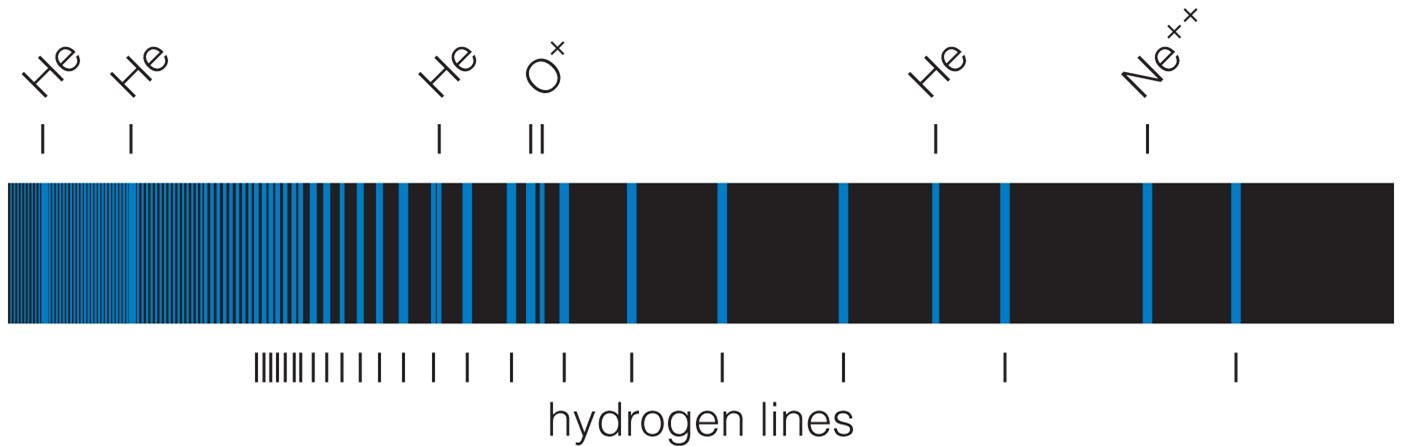 He He He O⁺ He Ne⁺⁺
hydrogen lines